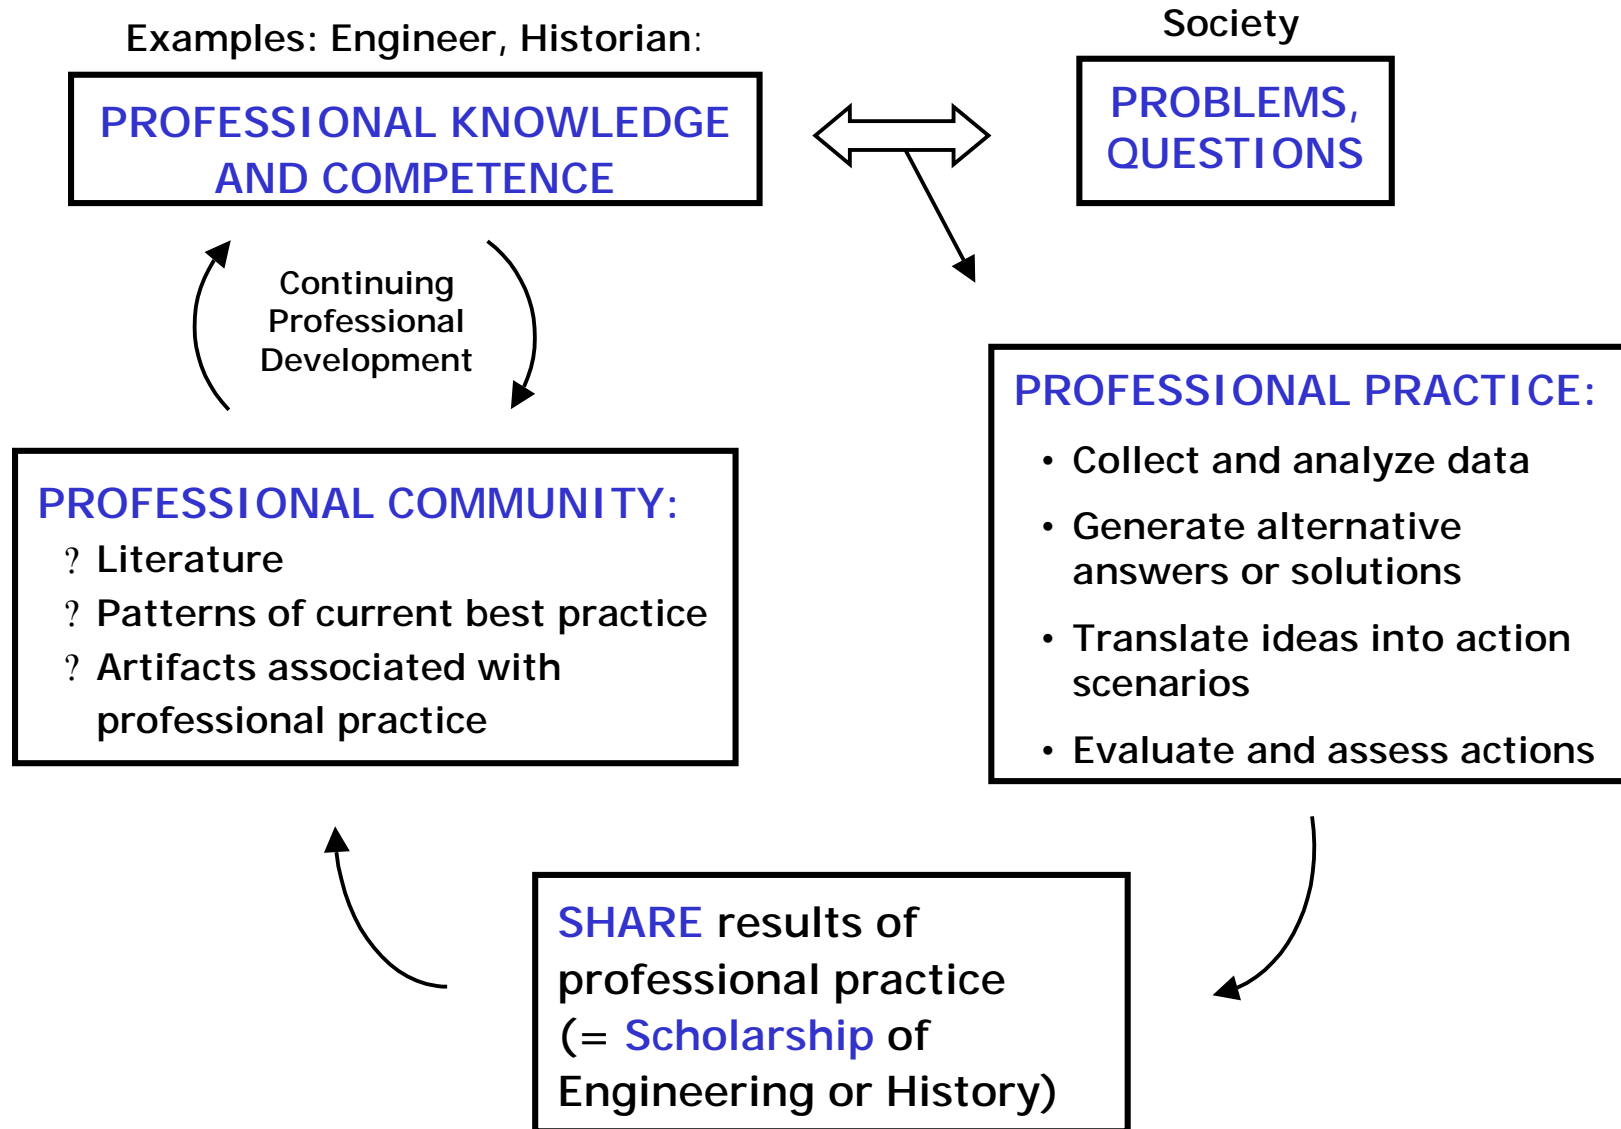 Examples: Engineer, Historian:
Society
PROFESSIONAL KNOWLEDGE
AND COMPETENCE
PROBLEMS,
QUESTIONS
Continuing
Professional
Development
PROFESSIONAL PRACTICE:
• Collect and analyze data
• Generate alternative
answers or solutions
• Translate ideas into action
scenarios
• Evaluate and assess actions
PROFESSIONAL COMMUNITY:
? Literature
? Patterns of current best practice
? Artifacts associated with
professional practice
SHARE results of
professional practice
(= Scholarship of
Engineering or History)